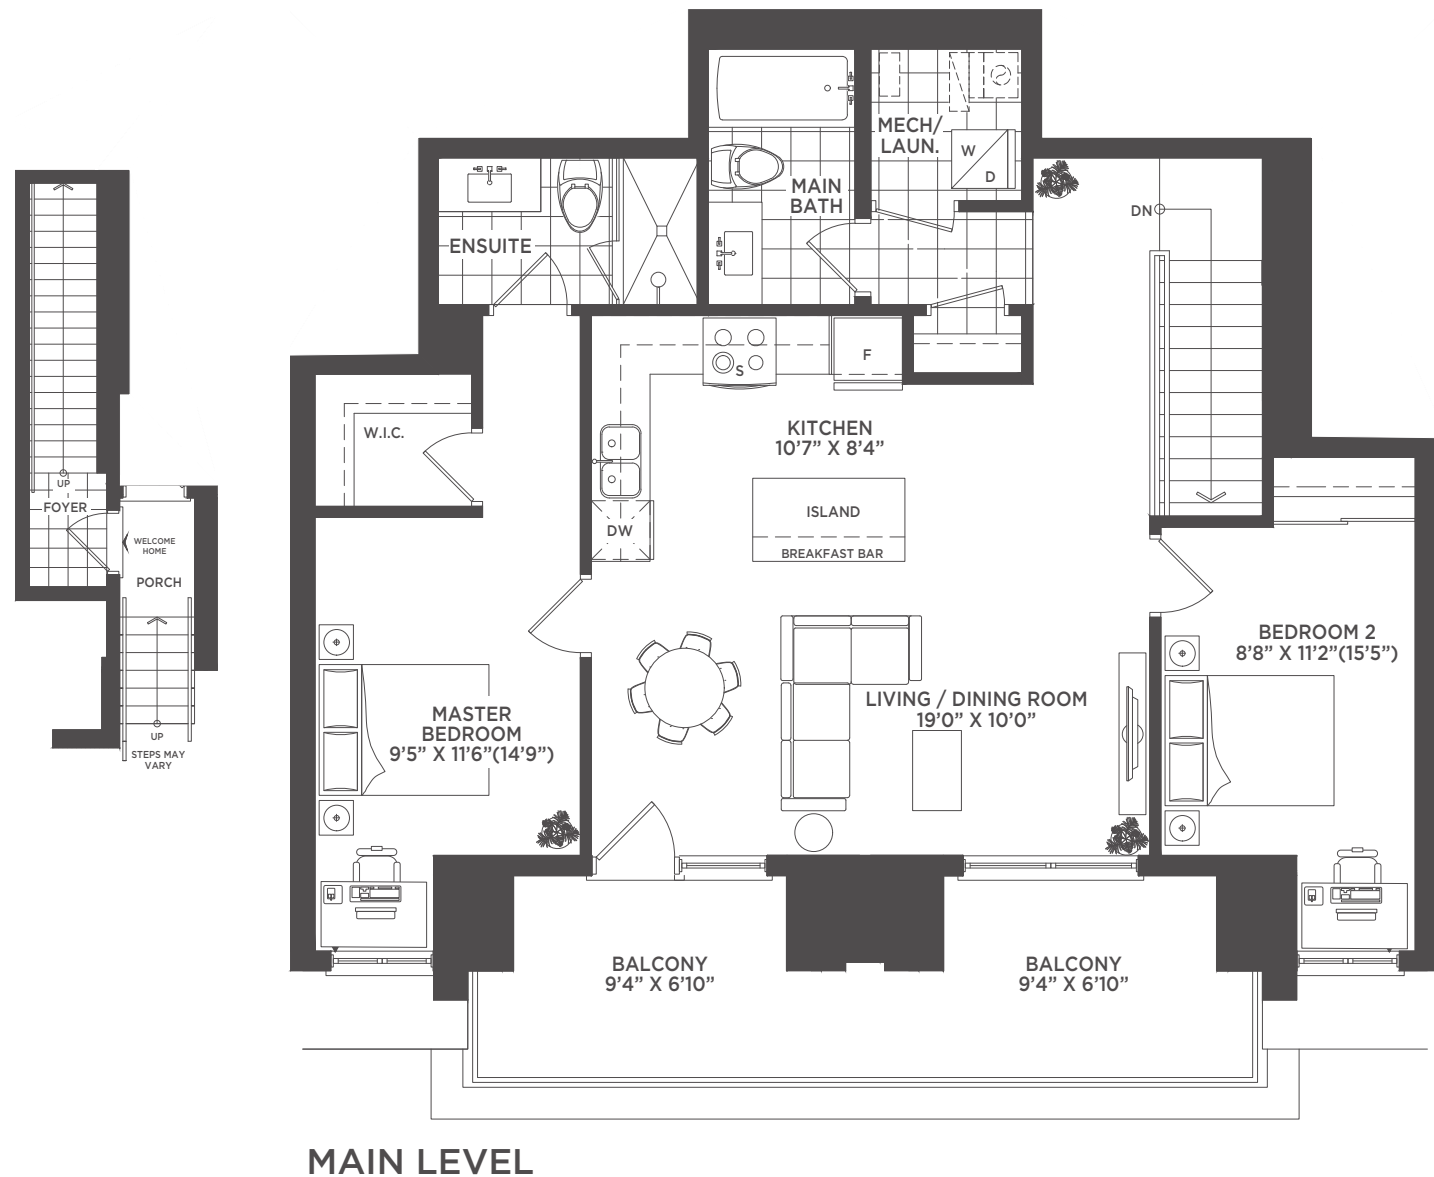 MECH/
LAUN.
W
D
MAIN
BATH
DN
ENSUITE
S
F
KITCHEN
10’7” X 8’4”
W.I.C.
UP
FOYER
WELCOME
HOME
PORCH
ISLAND
BREAKFAST BAR
DW
BEDROOM 2
8’8” X 11’2”(15’5”)
LIVING / DINING ROOM
19’0” X 10’0”
MASTER
BEDROOM
9’5” X 11’6”(14’9”)
UP
STEPS MAY
VARY
BALCONY
9’4” X 6’10”
BALCONY
9’4” X 6’10”
MAIN LEVEL